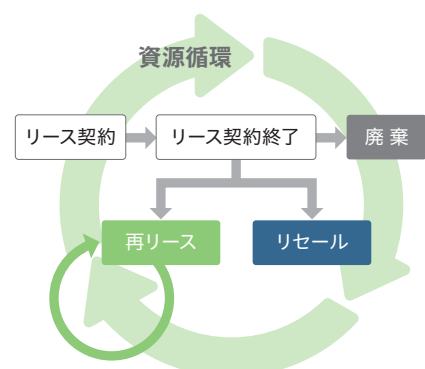 資源循環
リース契約
リース契約終了
廃 棄
再リース
リセール